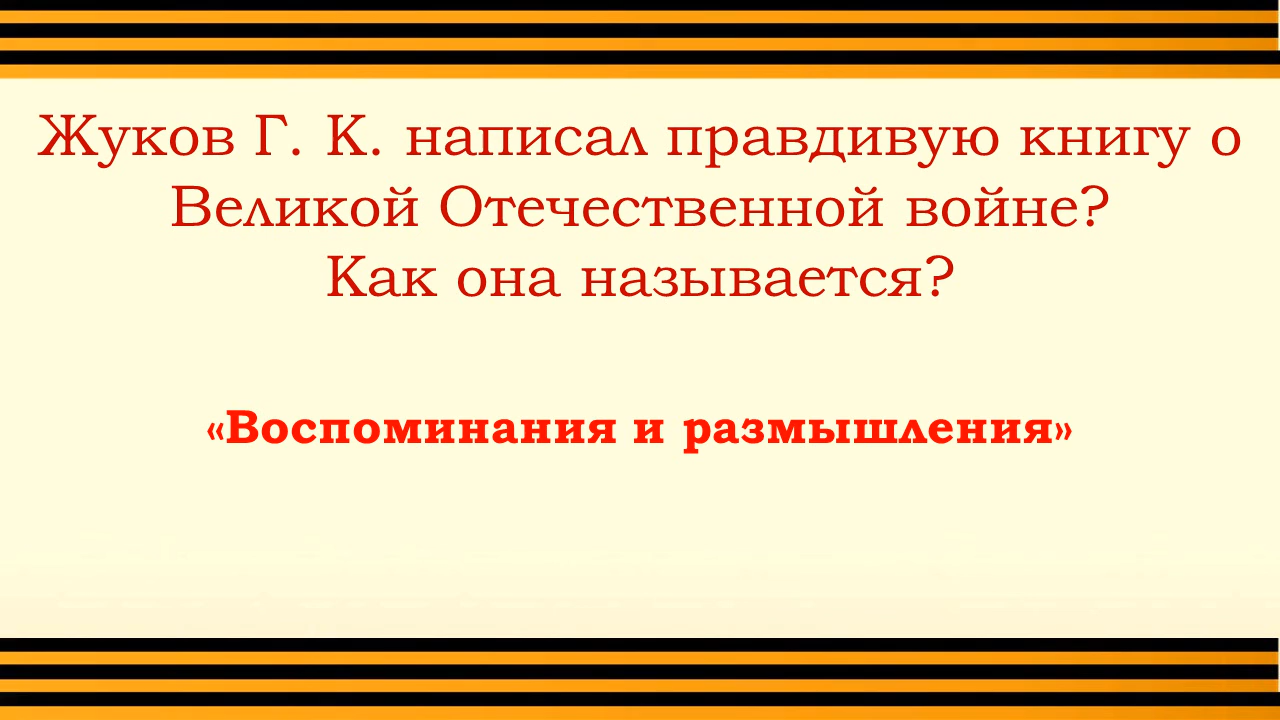 Жуков Г. К. написал правдивую книгу о
Великой Отечественной войне?
Как она называется?
«Воспоминания и размышления»